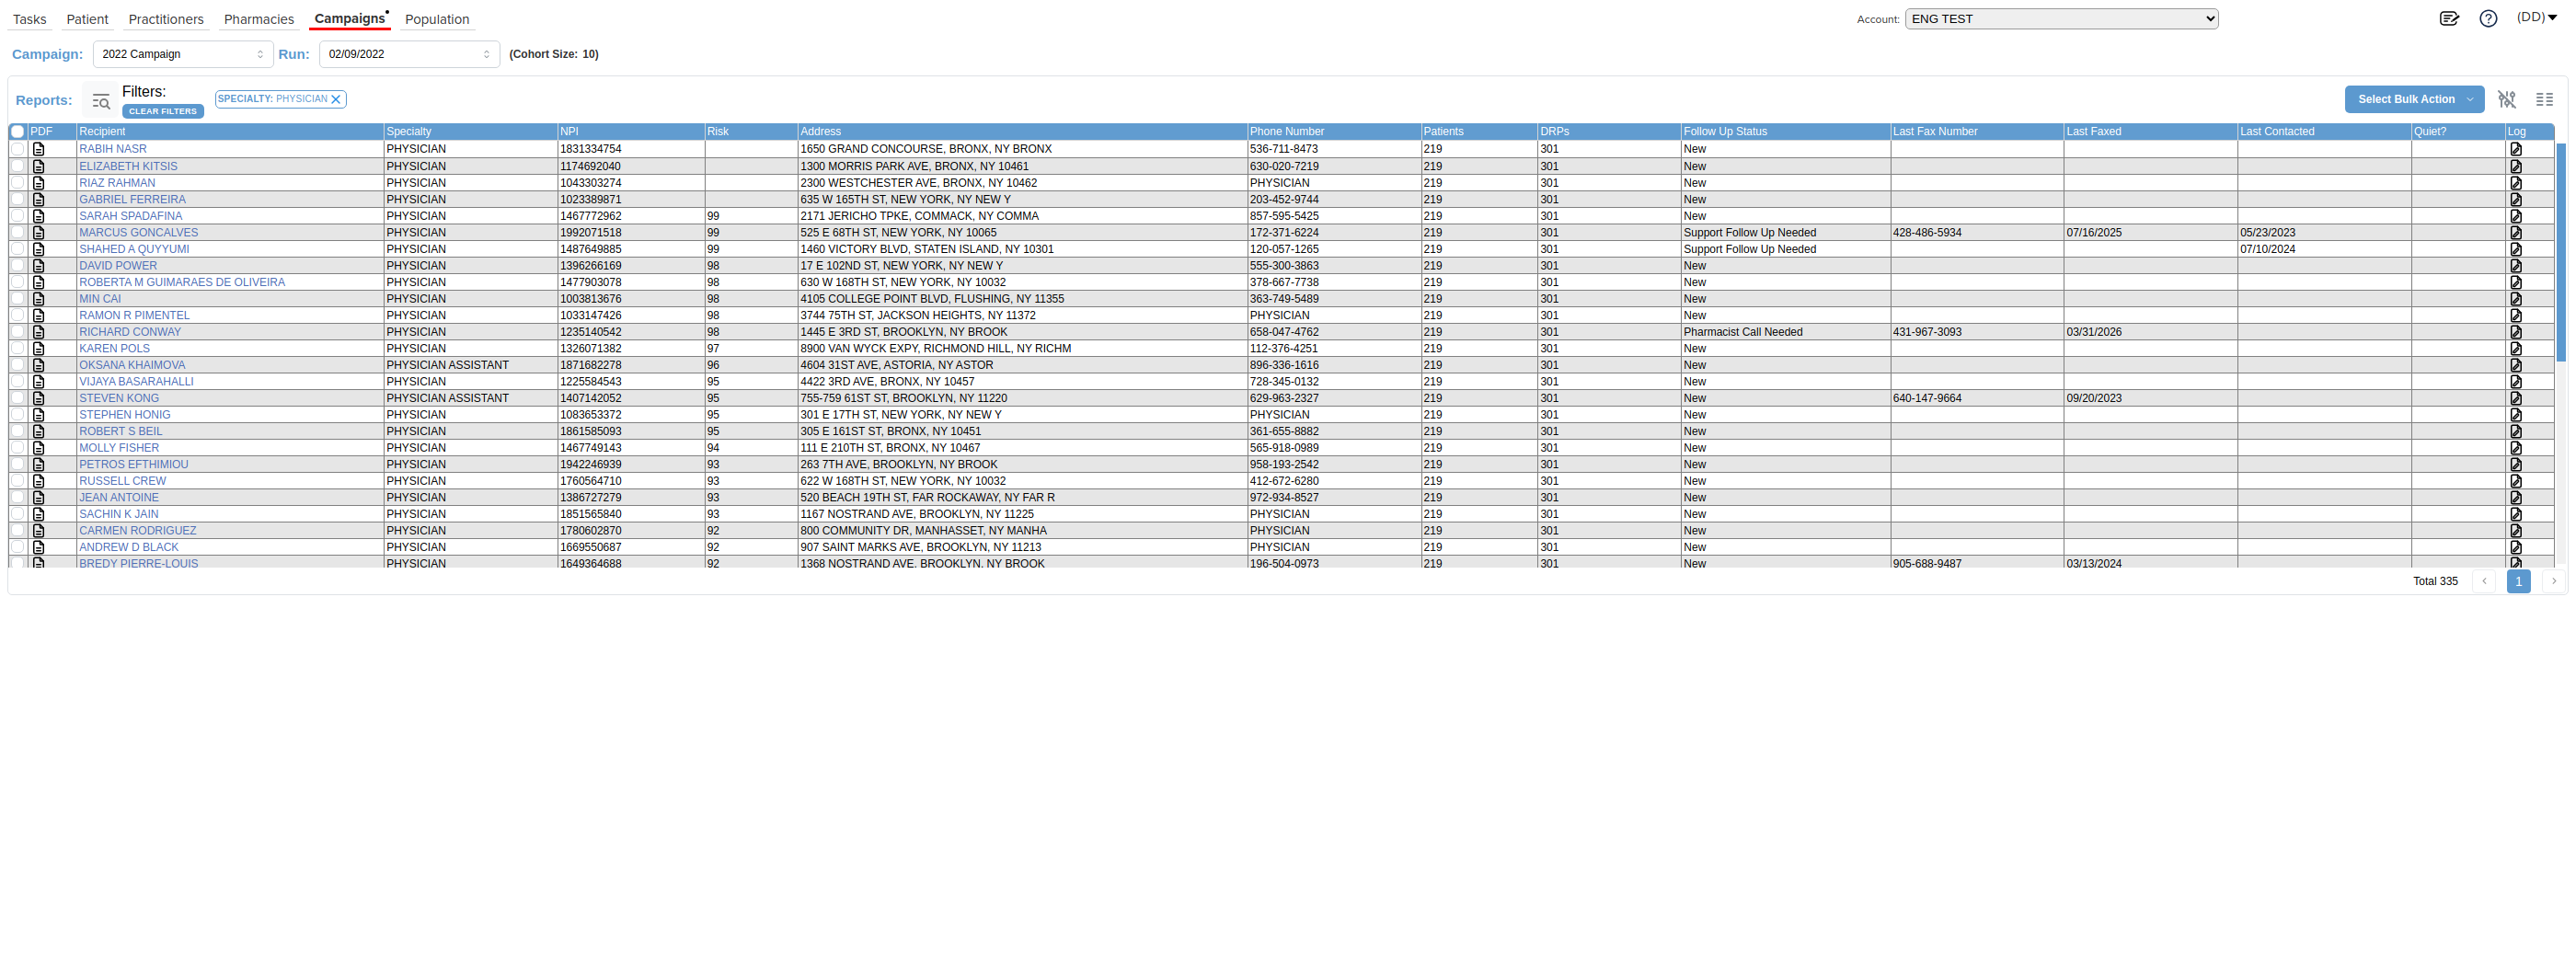 Tasks Patient Practitioners Pharmacies Campaigns Population Account: ENG TEST (DD)
Campaign: 2022 Campaign Run: 02/09/2022 (Cohort Size: 10)
Reports: Filters: CLEAR FILTERS SPECIALTY: PHYSICIAN Select Bulk Action
PDF Recipient Specialty NPI Risk Address Phone Number Patients DRPs Follow Up Status Last Fax Number Last Faxed Last Contacted Quiet? Log
RABIH NASR PHYSICIAN 1831334754 1650 GRAND CONCOURSE, BRONX, NY BRONX 536-711-8473 219 301 New
ELIZABETH KITSIS PHYSICIAN 1174692040 1300 MORRIS PARK AVE, BRONX, NY 10461 630-020-7219 219 301 New
RIAZ RAHMAN PHYSICIAN 1043303274 2300 WESTCHESTER AVE, BRONX, NY 10462 PHYSICIAN 219 301 New
GABRIEL FERREIRA PHYSICIAN 1023389871 635 W 165TH ST, NEW YORK, NY NEW Y 203-452-9744 219 301 New
SARAH SPADAFINA PHYSICIAN 1467772962 99 2171 JERICHO TPKE, COMMACK, NY COMMA 857-595-5425 219 301 New
MARCUS GONCALVES PHYSICIAN 1992071518 99 525 E 68TH ST, NEW YORK, NY 10065 172-371-6224 219 301 Support Follow Up Needed 428-486-5934 07/16/2025 05/23/2023
SHAHED A QUYYUMI PHYSICIAN 1487649885 99 1460 VICTORY BLVD, STATEN ISLAND, NY 10301 120-057-1265 219 301 Support Follow Up Needed 07/10/2024
DAVID POWER PHYSICIAN 1396266169 98 17 E 102ND ST, NEW YORK, NY NEW Y 555-300-3863 219 301 New
ROBERTA M GUIMARAES DE OLIVEIRA PHYSICIAN 1477903078 98 630 W 168TH ST, NEW YORK, NY 10032 378-667-7738 219 301 New
MIN CAI PHYSICIAN 1003813676 98 4105 COLLEGE POINT BLVD, FLUSHING, NY 11355 363-749-5489 219 301 New
RAMON R PIMENTEL PHYSICIAN 1033147426 98 3744 75TH ST, JACKSON HEIGHTS, NY 11372 PHYSICIAN 219 301 New
RICHARD CONWAY PHYSICIAN 1235140542 98 1445 E 3RD ST, BROOKLYN, NY BROOK 658-047-4762 219 301 Pharmacist Call Needed 431-967-3093 03/31/2026
KAREN POLS PHYSICIAN 1326071382 97 8900 VAN WYCK EXPY, RICHMOND HILL, NY RICHM 112-376-4251 219 301 New
OKSANA KHAIMOVA PHYSICIAN ASSISTANT 1871682278 96 4604 31ST AVE, ASTORIA, NY ASTOR 896-336-1616 219 301 New
VIJAYA BASARAHALLI PHYSICIAN 1225584543 95 4422 3RD AVE, BRONX, NY 10457 728-345-0132 219 301 New
STEVEN KONG PHYSICIAN ASSISTANT 1407142052 95 755-759 61ST ST, BROOKLYN, NY 11220 629-963-2327 219 301 New 640-147-9664 09/20/2023
STEPHEN HONIG PHYSICIAN 1083653372 95 301 E 17TH ST, NEW YORK, NY NEW Y PHYSICIAN 219 301 New
ROBERT S BEIL PHYSICIAN 1861585093 95 305 E 161ST ST, BRONX, NY 10451 361-655-8882 219 301 New
MOLLY FISHER PHYSICIAN 1467749143 94 111 E 210TH ST, BRONX, NY 10467 565-918-0989 219 301 New
PETROS EFTHIMIOU PHYSICIAN 1942246939 93 263 7TH AVE, BROOKLYN, NY BROOK 958-193-2542 219 301 New
RUSSELL CREW PHYSICIAN 1760564710 93 622 W 168TH ST, NEW YORK, NY 10032 412-672-6280 219 301 New
JEAN ANTOINE PHYSICIAN 1386727279 93 520 BEACH 19TH ST, FAR ROCKAWAY, NY FAR R 972-934-8527 219 301 New
SACHIN K JAIN PHYSICIAN 1851565840 93 1167 NOSTRAND AVE, BROOKLYN, NY 11225 PHYSICIAN 219 301 New
CARMEN RODRIGUEZ PHYSICIAN 1780602870 92 800 COMMUNITY DR, MANHASSET, NY MANHA PHYSICIAN 219 301 New
ANDREW D BLACK PHYSICIAN 1669550687 92 907 SAINT MARKS AVE, BROOKLYN, NY 11213 PHYSICIAN 219 301 New
BREDY PIERRE-LOUIS PHYSICIAN 1649364688 92 1368 NOSTRAND AVE, BROOKLYN, NY BROOK 196-504-0973 219 301 New 905-688-9487 03/13/2024
Total 335 1